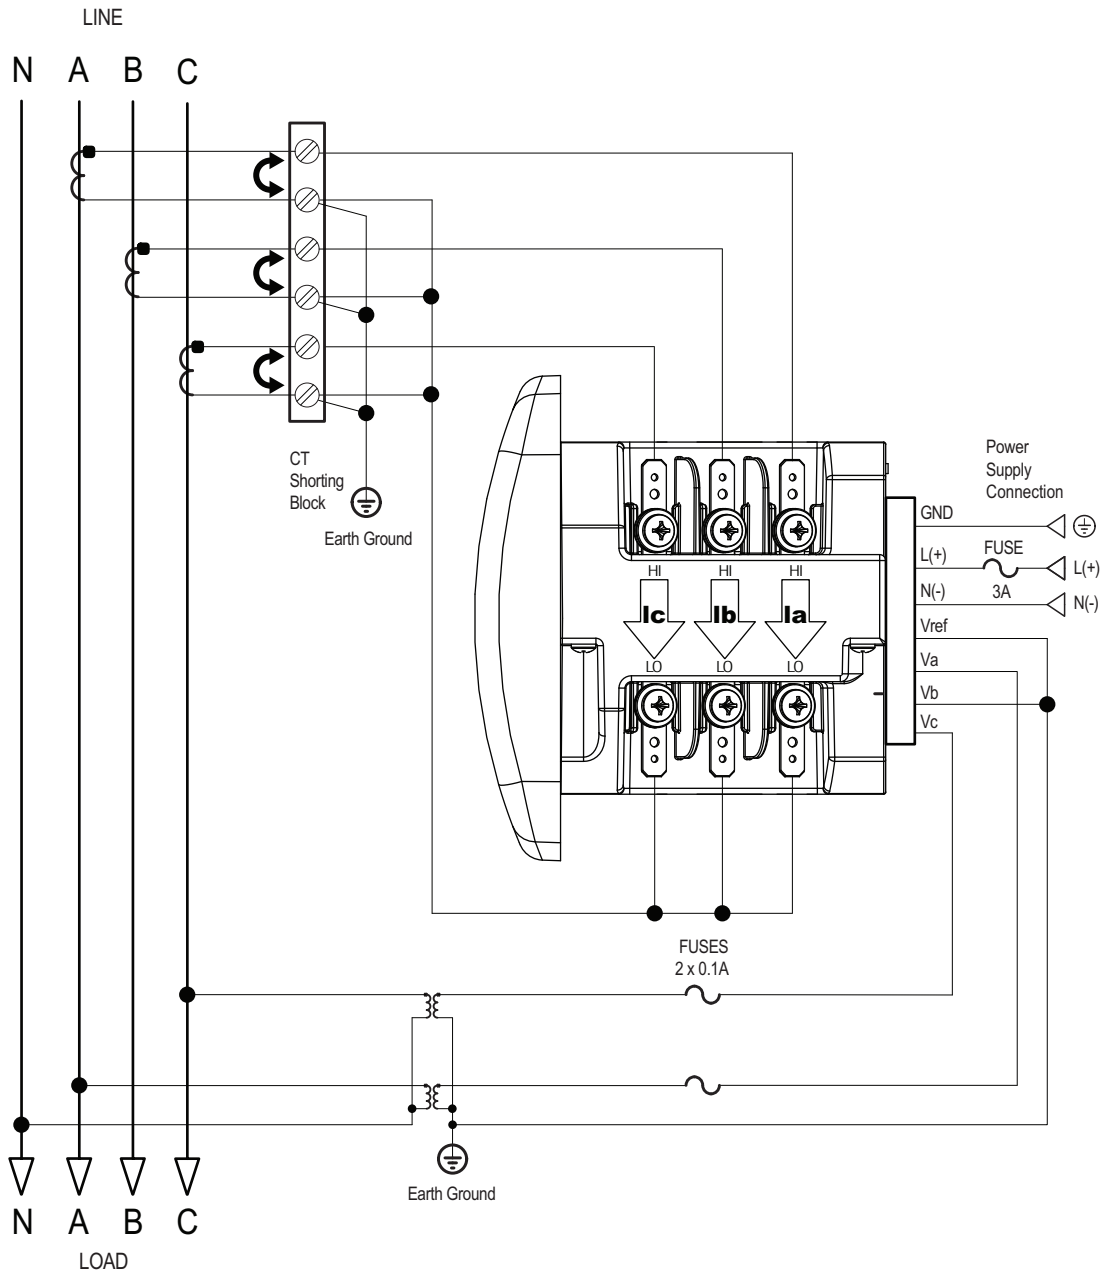 LINE
N A B C
CT
Shorting
Block
Earth Ground
Power
Supply
Connection
GND
L(+)
FUSE
L(+)
3A
N(-)
N(-)
Vref
Va
Vb
Vc
HI HI HI
Ic Ib Ia
LO LO LO
FUSES
2 x 0.1A
Earth Ground
N A B C
LOAD